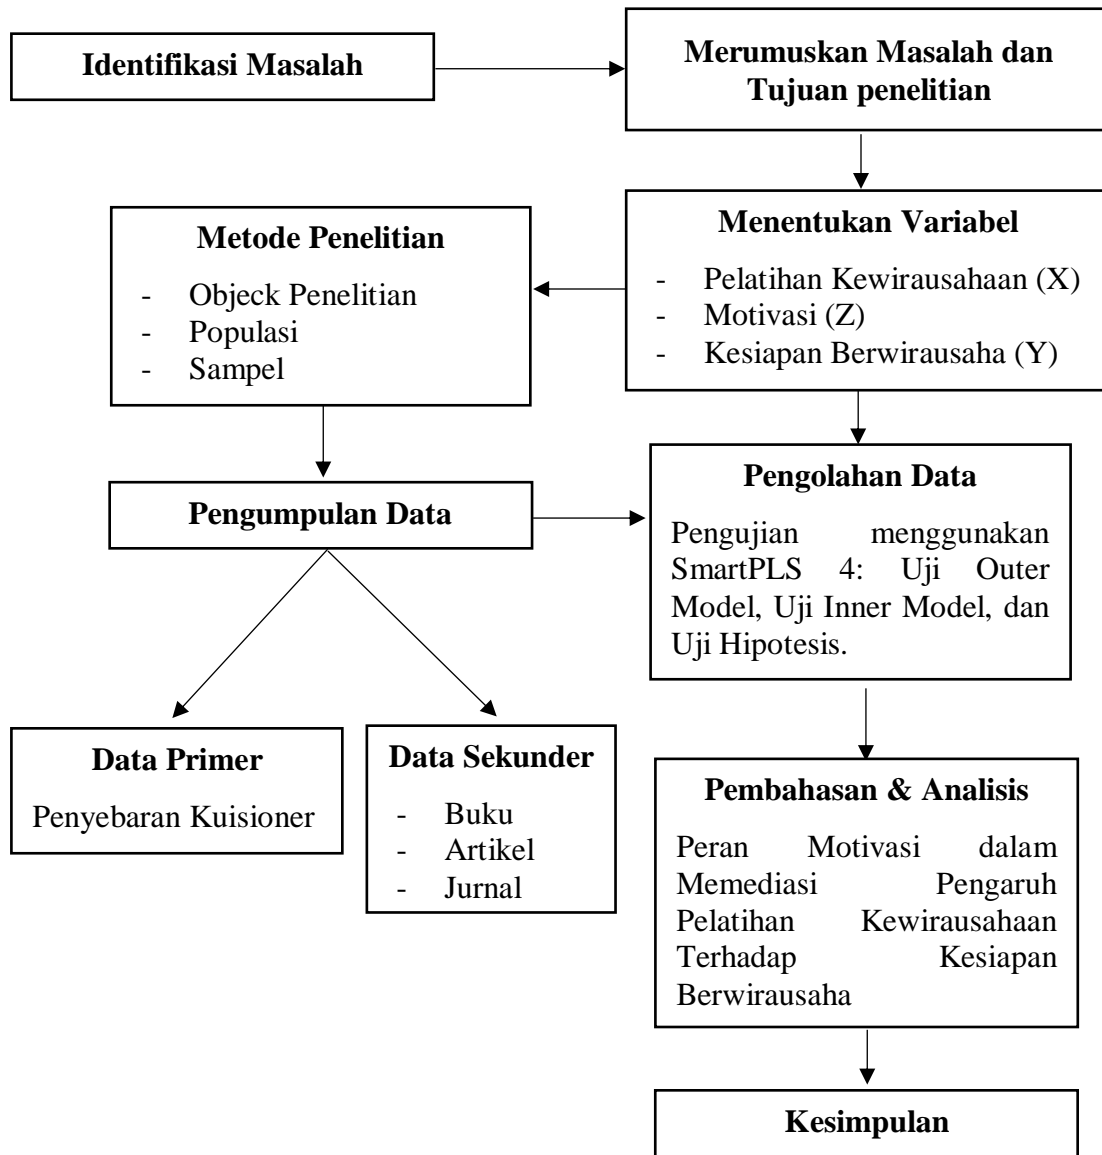 Identifikasi Masalah
Merumuskan Masalah dan
Tujuan penelitian
Menentukan Variabel
- Pelatihan Kewirausahaan (X)
- Motivasi (Z)
- Kesiapan Berwirausaha (Y)
Metode Penelitian
- Objeck Penelitian
- Populasi
- Sampel
Pengumpulan Data
Pengolahan Data
Pengujian menggunakan
SmartPLS 4: Uji Outer
Model, Uji Inner Model, dan
Uji Hipotesis.
Data Primer
Penyebaran Kuisioner
Data Sekunder
- Buku
- Artikel
- Jurnal
Pembahasan & Analisis
Peran Motivasi dalam
Memediasi Pengaruh
Pelatihan Kewirausahaan
Terhadap Kesiapan
Berwirausaha
Kesimpulan